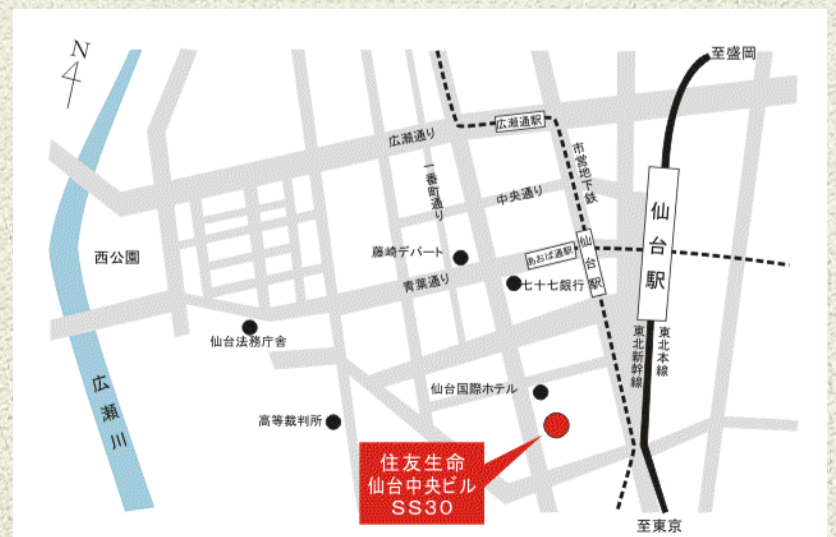 N
至盛岡
広瀬通駅
広瀬通り
市営地下鉄
一番町通り
中央通り
仙台駅
西公園
藤崎デパート
あおば通駅
仙台駅
青葉通り
七十七銀行
仙台法務庁舎
東北新幹線
東北本線
広瀬川
仙台国際ホテル
高等裁判所
住友生命
仙台中央ビル
SS30
至東京